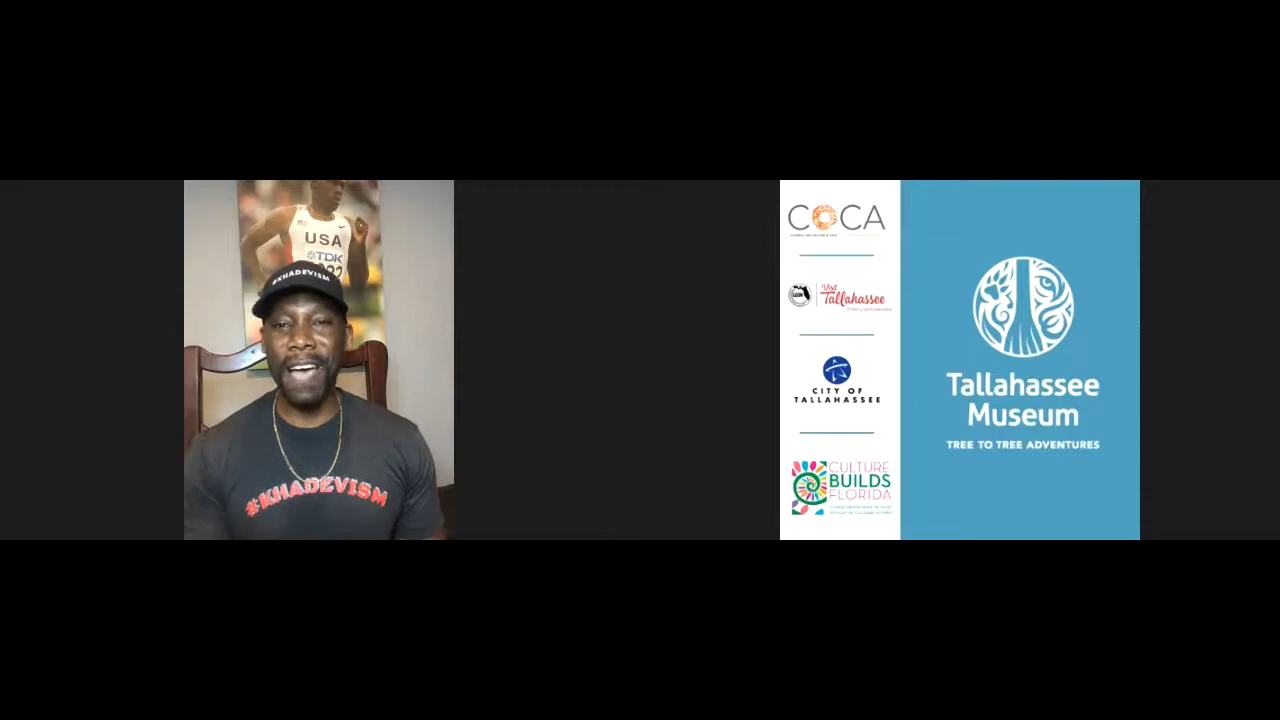 USA
TDK
#KHADEVISM
#KHADEVISM
COCA
LEON
Visit
Tallahassee
CITY OF
TALLAHASSEE
CULTURE
BUILDS
FLORIDA
Tallahassee
Museum
TREE TO TREE ADVENTURES